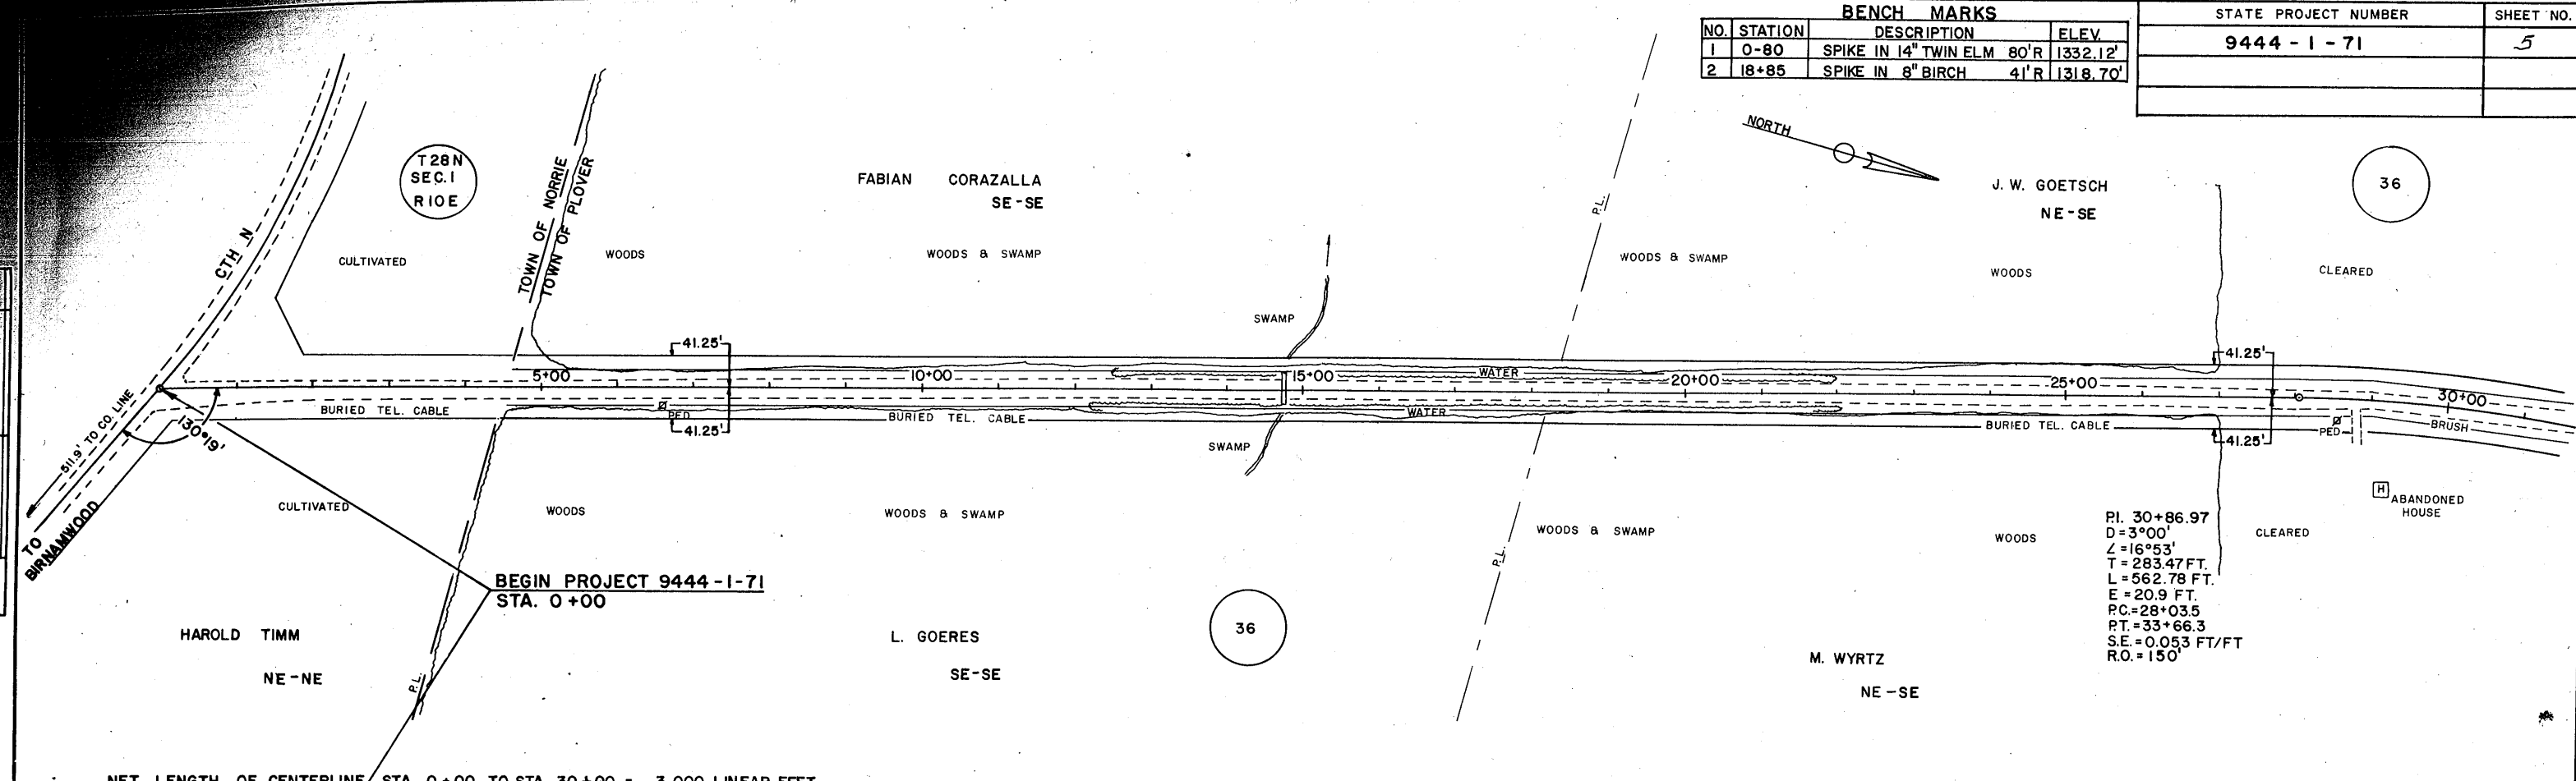 BENCH MARKS
NO. STATION DESCRIPTION ELEV.
1 0-80 SPIKE IN 14" TWIN ELM 80'R 1332.12'
2 18+85 SPIKE IN 8" BIRCH 41'R 1318.70'
STATE PROJECT NUMBER SHEET NO.
9444-1-71 5
NORTH
T28N
SEC.1
R10E
CTH N
TOWN OF NORRIE
TOWN OF PLOVER
FABIAN CORAZALLA
SE-SE
P.L.
J. W. GOETSCH
NE-SE
36
CULTIVATED
WOODS
WOODS & SWAMP
WOODS & SWAMP
WOODS
CLEARED
SWAMP
41.25'
41.25'
5+00
10+00
15+00
WATER
20+00
25+00
30+00
BURIED TEL. CABLE
PED
BURIED TEL. CABLE
WATER
BURIED TEL. CABLE
PED
BRUSH
41.25'
41.25'
511.9' TO CO. LINE
130°19'
SWAMP
TO
BIRNAMWOOD
CULTIVATED
WOODS
WOODS & SWAMP
WOODS & SWAMP
WOODS
CLEARED
H
ABANDONED
HOUSE
P.L.
P.I. 30+86.97
D=3°00'
∠=16°53'
T=283.47 FT.
L=562.78 FT.
E=20.9 FT.
P.C.=28+03.5
P.T.=33+66.3
S.E.=0.053 FT/FT
R.O.=150'
BEGIN PROJECT 9444-1-71
STA. 0+00
HAROLD TIMM
NE-NE
P.L.
L. GOERES
SE-SE
36
M. WYRTZ
NE-SE
NET LENGTH OF CENTERLINE STA. 0+00 TO STA. 30+00 = 3,000 LINEAR FEET